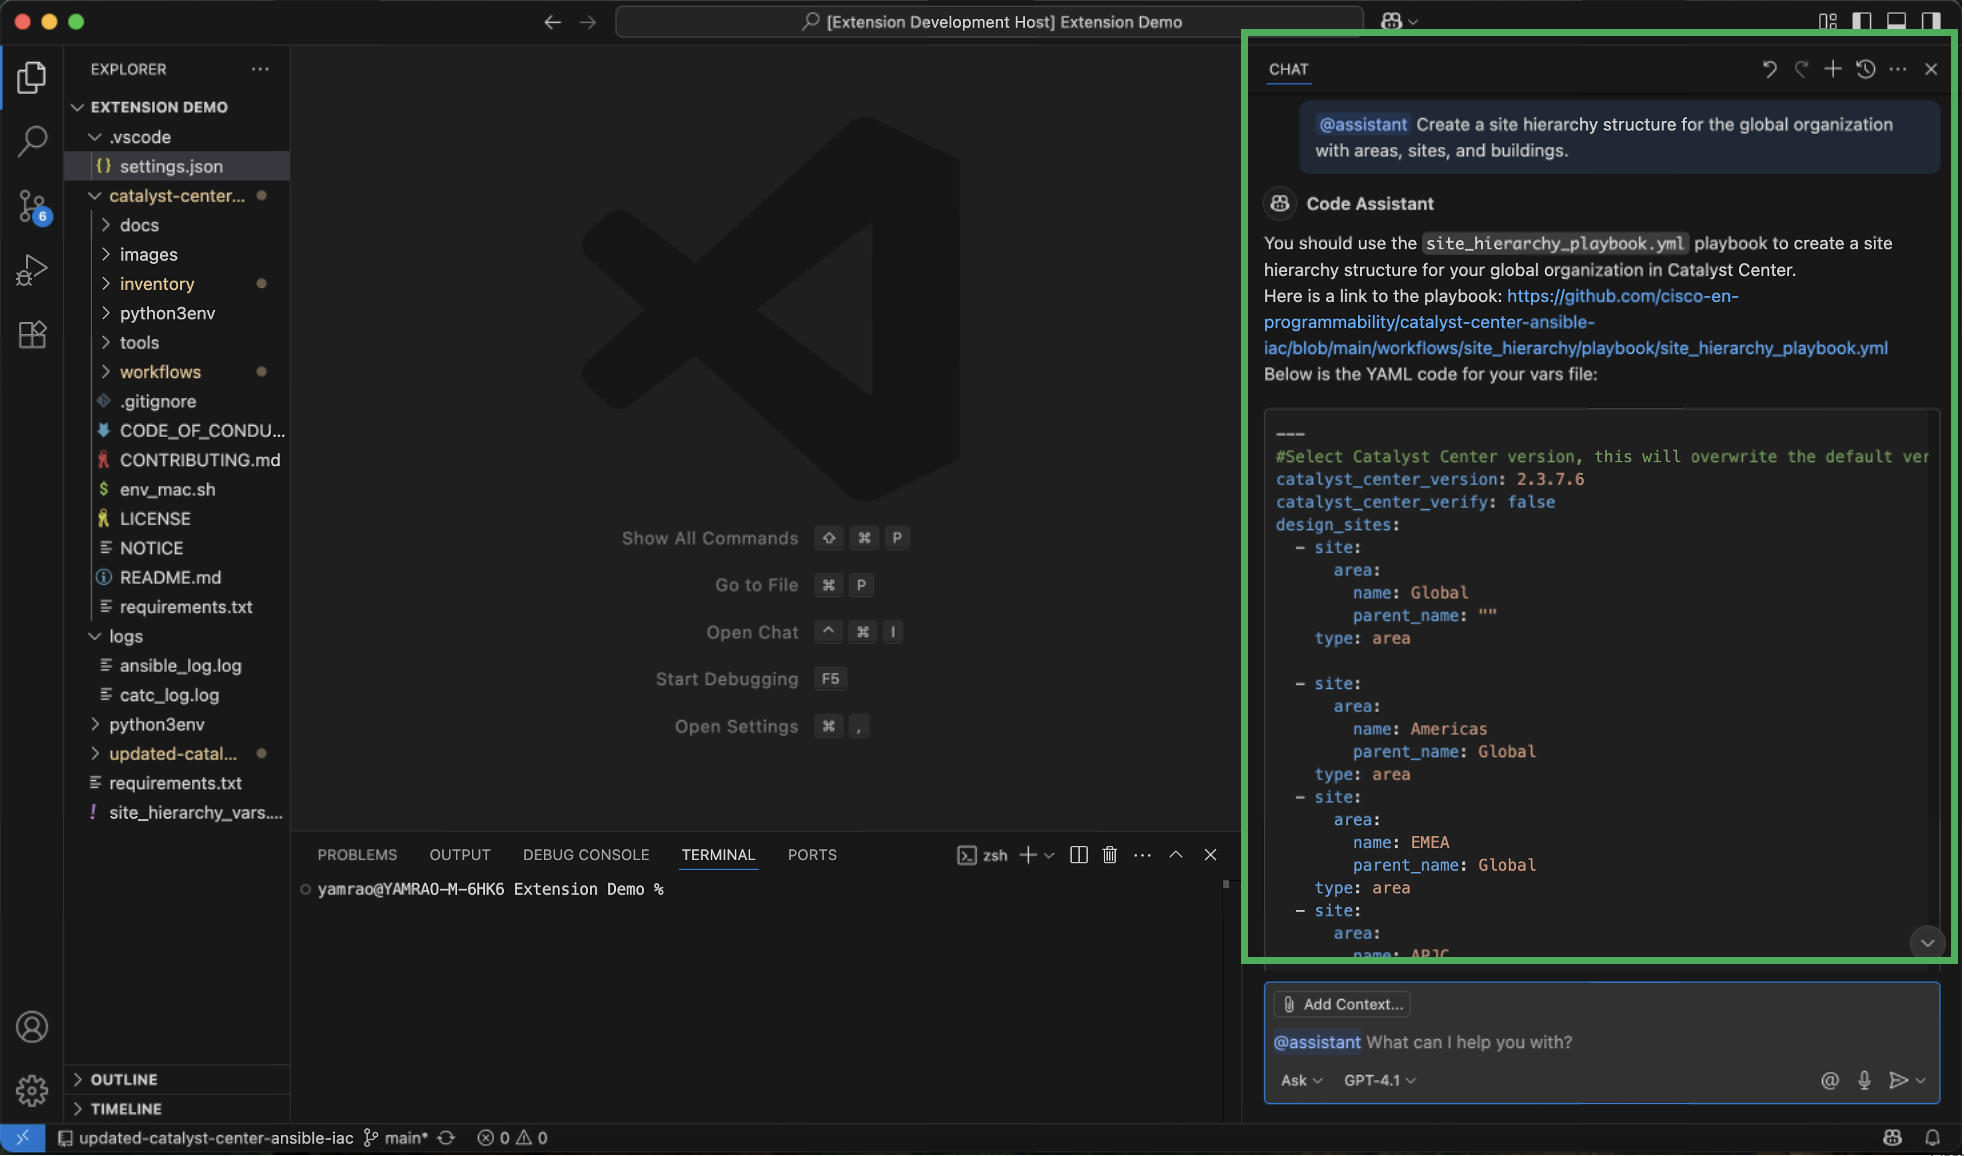 [Extension Development Host] Extension Demo
EXPLORER
EXTENSION DEMO
.vscode
{} settings.json
catalyst-center...
docs
images
inventory
python3env
tools
workflows
.gitignore
CODE_OF_CONDU...
CONTRIBUTING.md
$ env_mac.sh
LICENSE
NOTICE
README.md
requirements.txt
logs
ansible_log.log
catc_log.log
python3env
updated-catal...
requirements.txt
! site_hierarchy_vars....
OUTLINE
TIMELINE
6
Show All Commands ⇧ ⌘ P
Go to File ⌘ P
Open Chat ^ ⌘ I
Start Debugging F5
Open Settings ⌘ ,
PROBLEMS OUTPUT DEBUG CONSOLE TERMINAL PORTS zsh
yamrao@YAMRAO-M-6HK6 Extension Demo %
CHAT
@assistant Create a site hierarchy structure for the global organization
with areas, sites, and buildings.
Code Assistant
You should use the site_hierarchy_playbook.yml playbook to create a site
hierarchy structure for your global organization in Catalyst Center.
Here is a link to the playbook: https://github.com/cisco-en-
programmability/catalyst-center-ansible-
iac/blob/main/workflows/site_hierarchy/playbook/site_hierarchy_playbook.yml
Below is the YAML code for your vars file:
---
#Select Catalyst Center version, this will overwrite the default ver
catalyst_center_version: 2.3.7.6
catalyst_center_verify: false
design_sites:
- site:
area:
name: Global
parent_name: ""
type: area
- site:
area:
name: Americas
parent_name: Global
type: area
- site:
area:
name: EMEA
parent_name: Global
type: area
- site:
area:
name: APJC
Add Context...
@assistant What can I help you with?
Ask GPT-4.1
updated-catalyst-center-ansible-iac main* 0 0